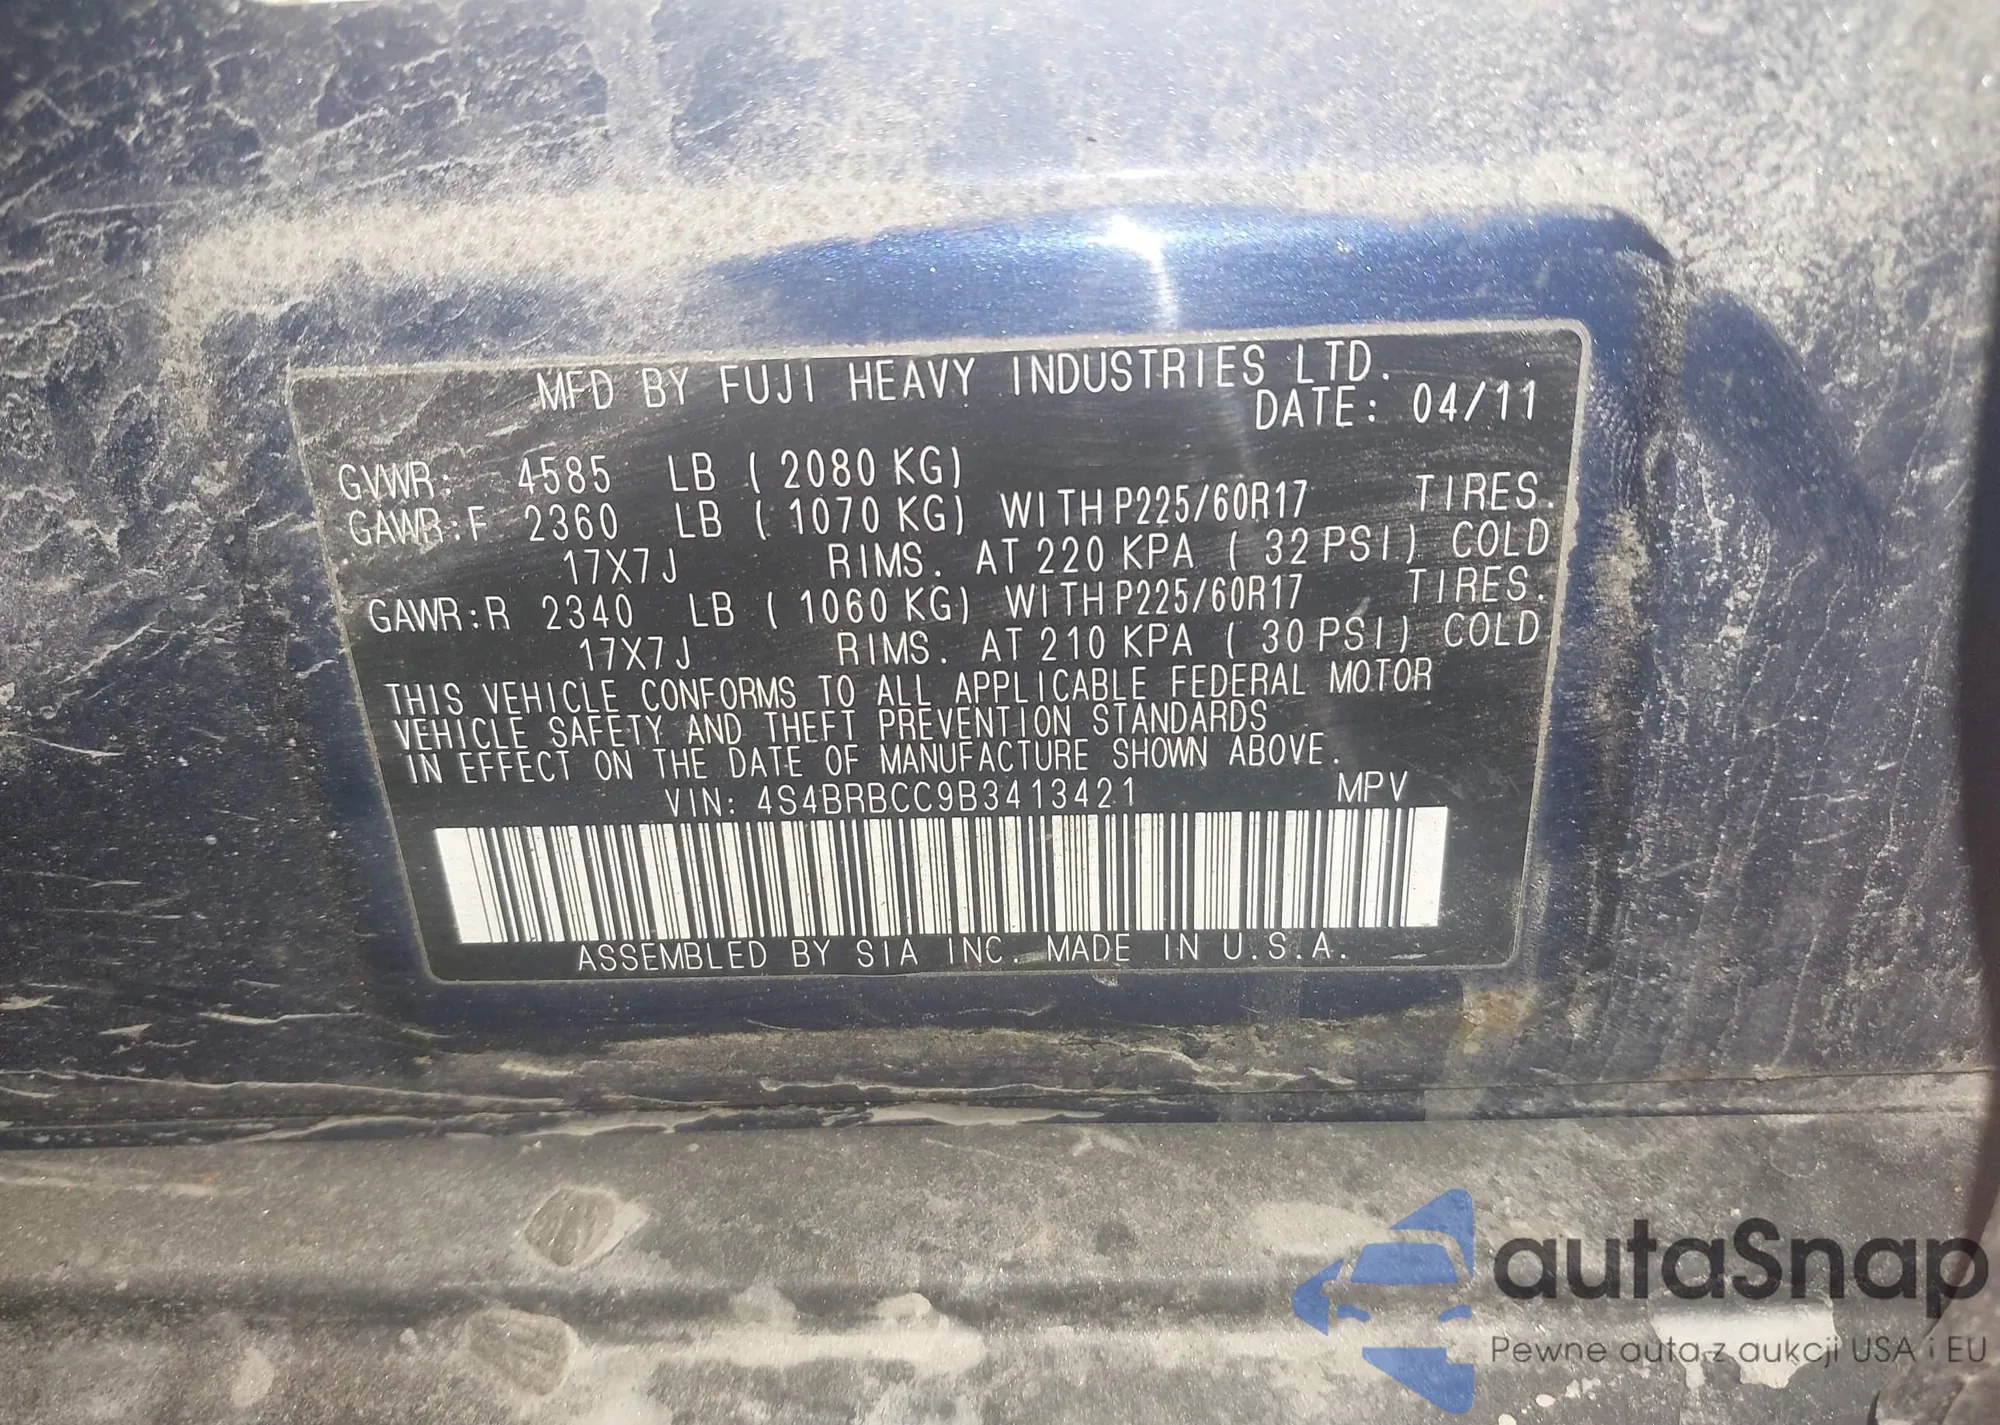 MFD BY FUJI HEAVY INDUSTRIES LTD.
DATE: 04/11
GVWR: 4585 LB ( 2080 KG)
GAWR:F 2360 LB ( 1070 KG) WITH P225/60R17 TIRES.
17X7J RIMS. AT 220 KPA ( 32 PSI) COLD
GAWR:R 2340 LB ( 1060 KG) WITH P225/60R17 TIRES.
17X7J RIMS. AT 210 KPA ( 30 PSI) COLD
THIS VEHICLE CONFORMS TO ALL APPLICABLE FEDERAL MOTOR
VEHICLE SAFETY AND THEFT PREVENTION STANDARDS
IN EFFECT ON THE DATE OF MANUFACTURE SHOWN ABOVE.
VIN: 4S4BRBCC9B3413421 MPV
ASSEMBLED BY SIA INC. MADE IN U.S.A.
autaSnap
Pewne auta z aukcji USA i EU